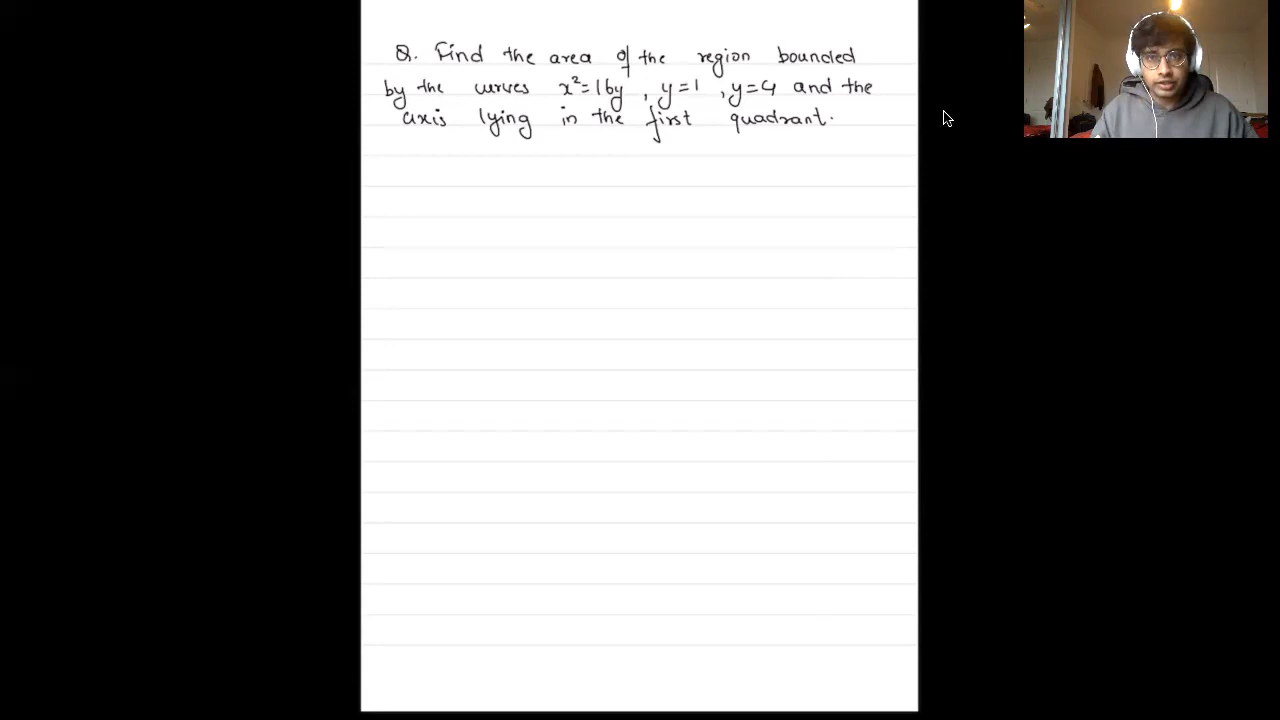 Q. Find the area of the region bounded
by the curves x²=16y , y=1 , y=4 and the
axis lying in the first quadrant.